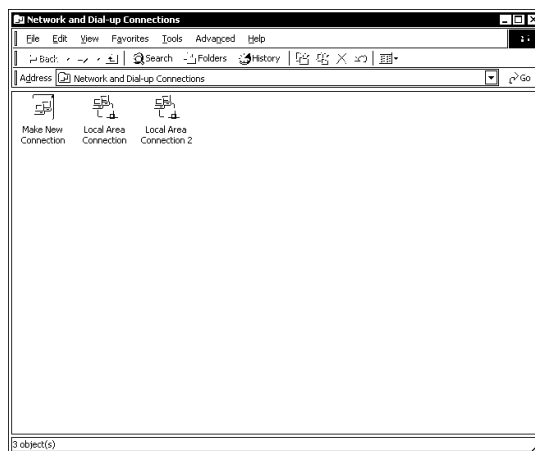 Network and Dial-up Connections
File Edit View Favorites Tools Advanced Help
Back Search Folders History
Address Network and Dial-up Connections Go
Make New Connection
Local Area Connection
Local Area Connection 2
3 object(s)